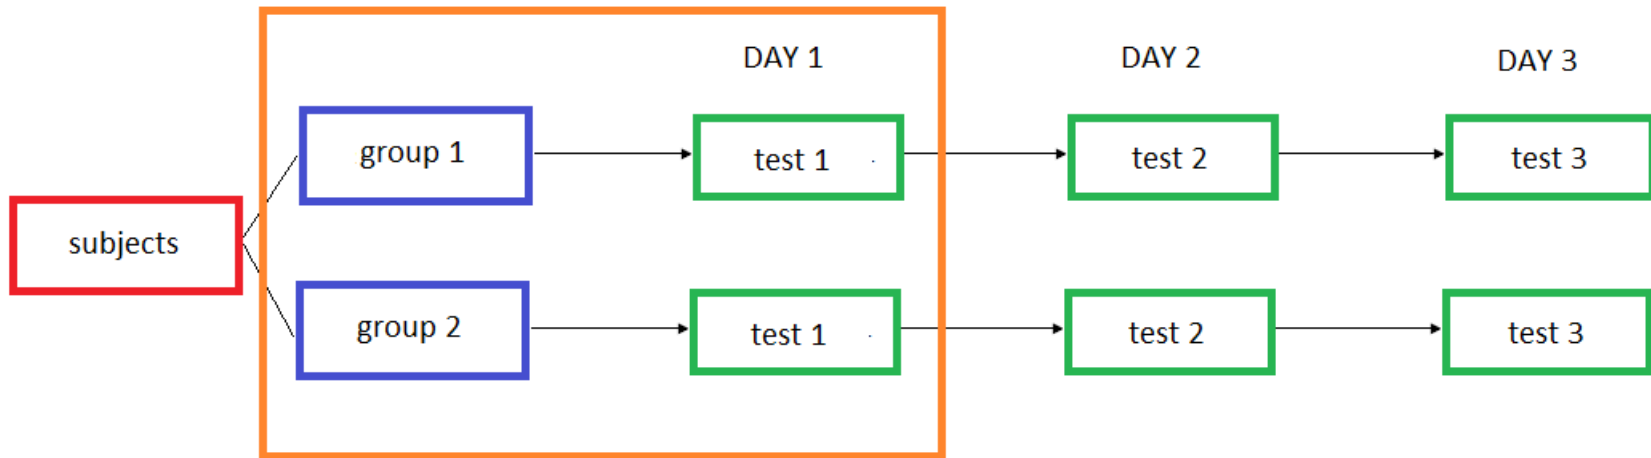 DAY 1
DAY 2
DAY 3
group 1
test 1
test 2
test 3
subjects
group 2
test 1
test 2
test 3